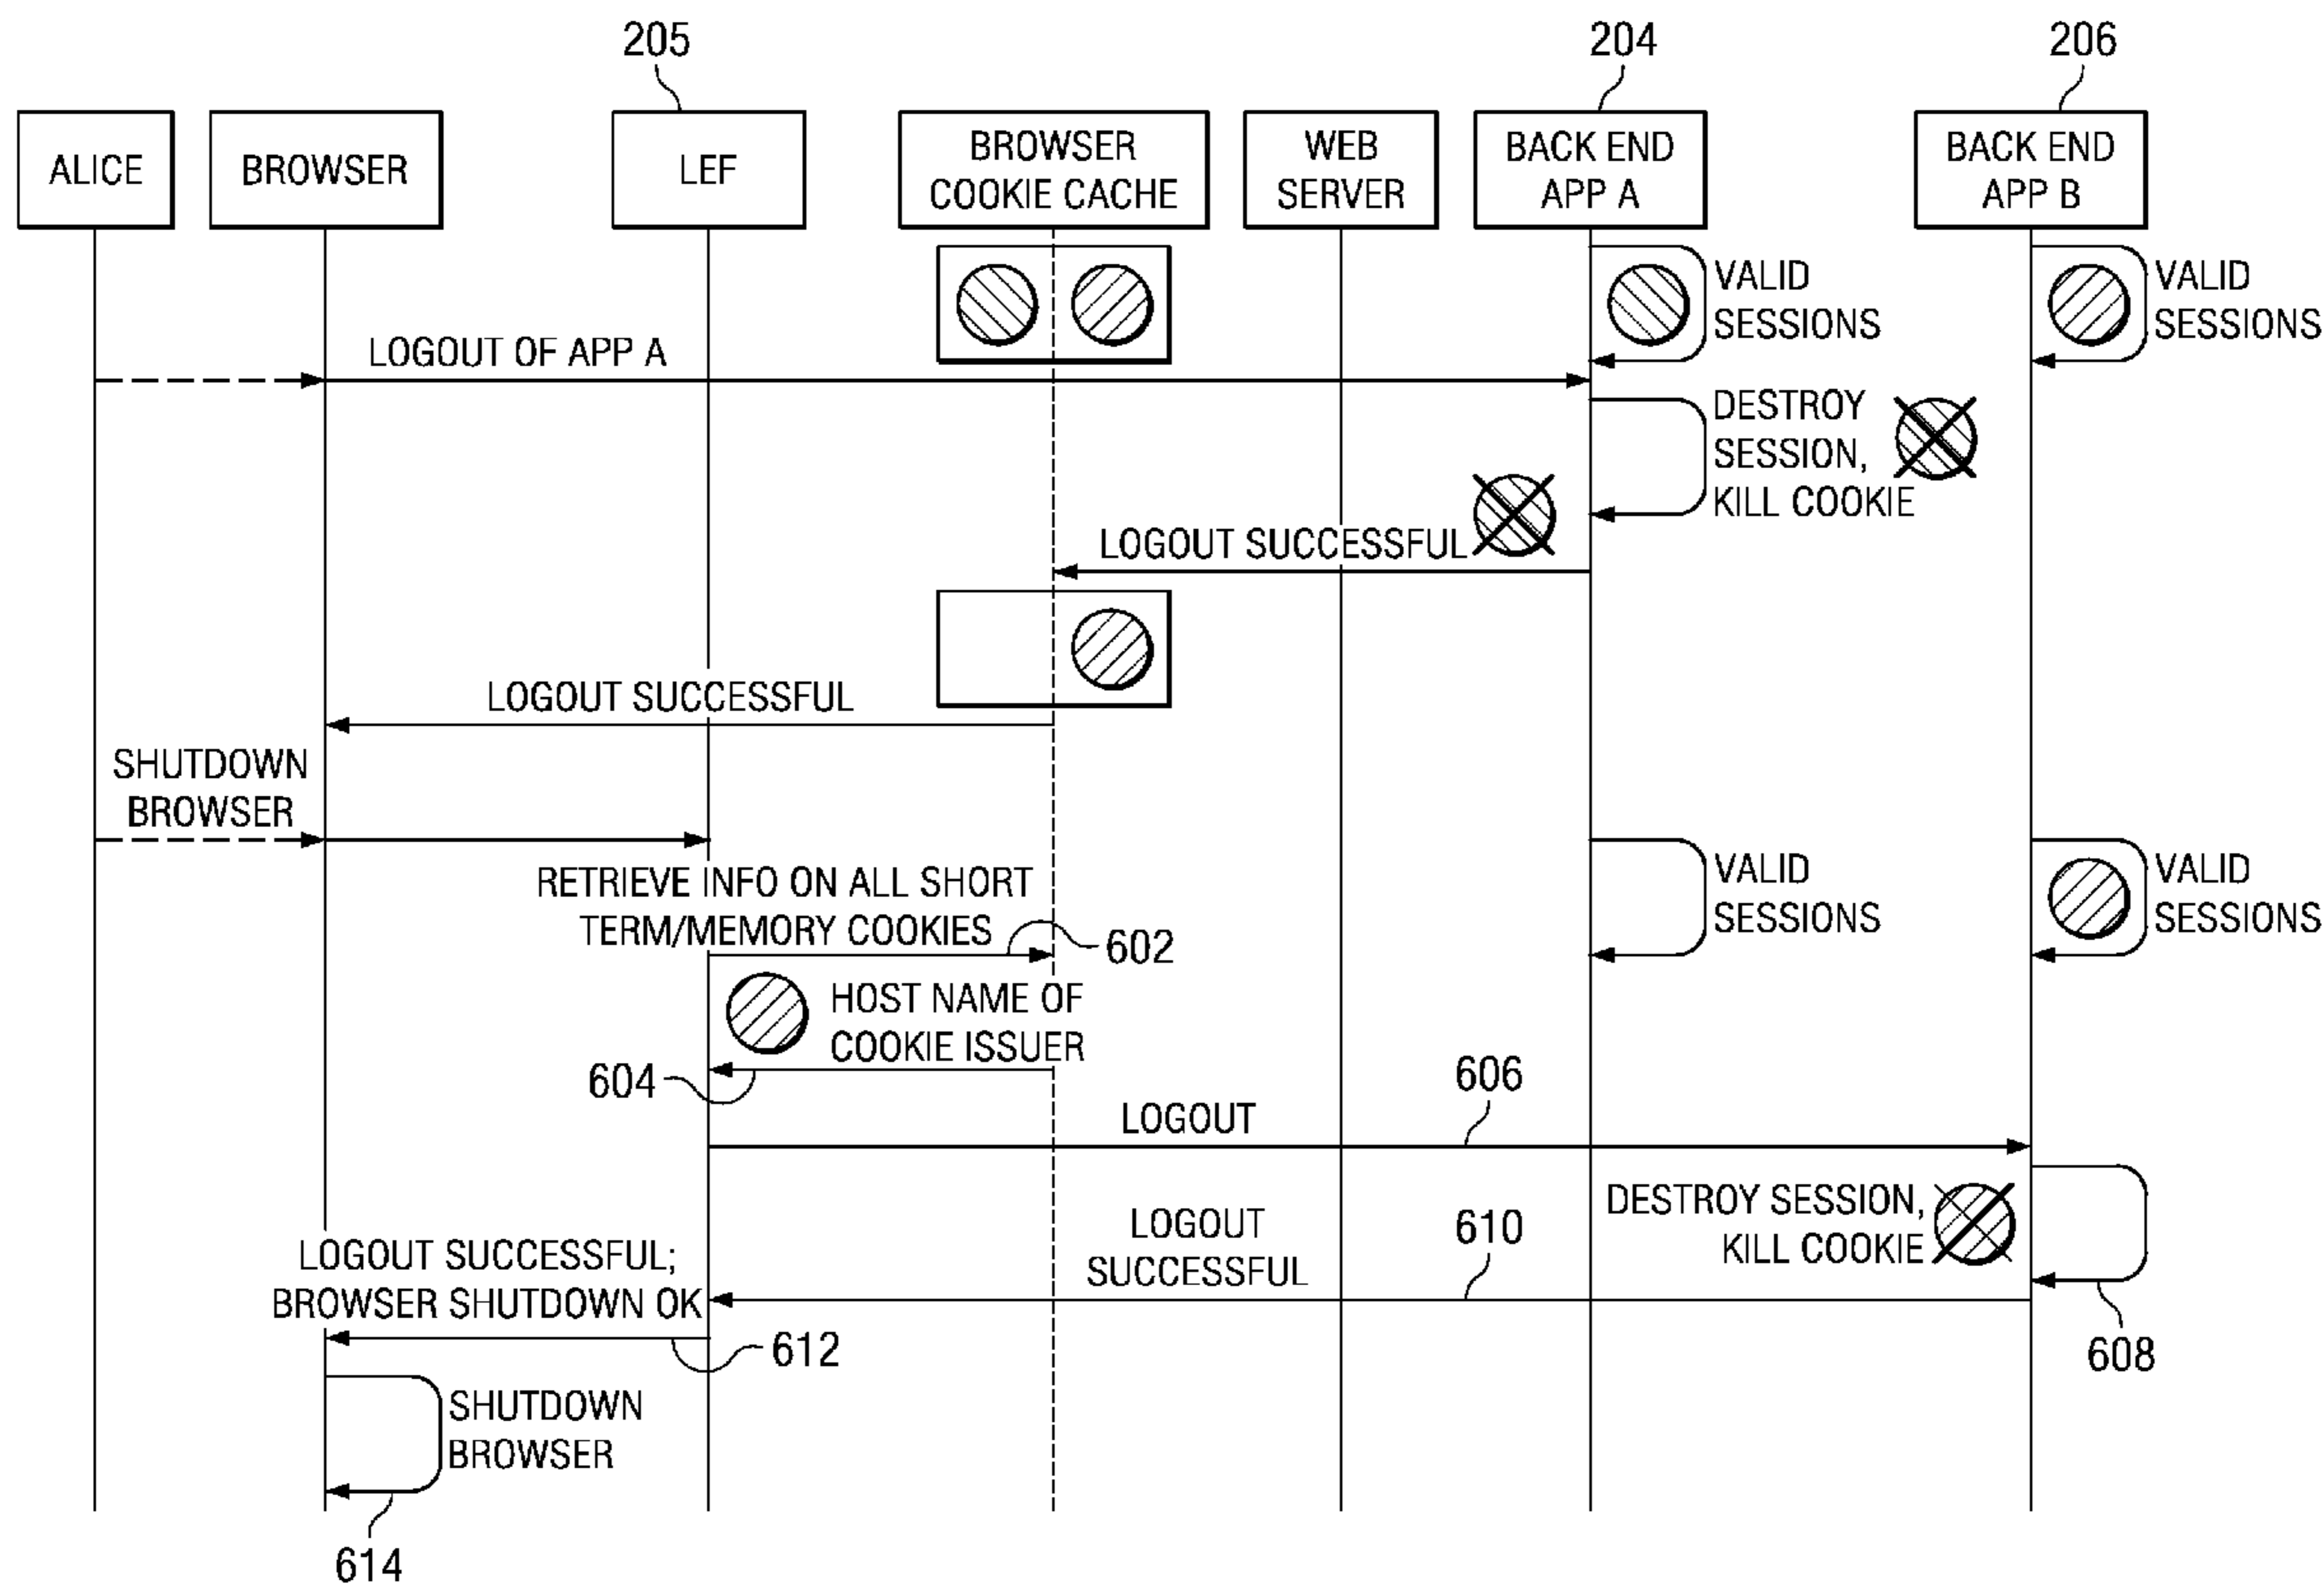 205
204
206
ALICE
BROWSER
LEF
BROWSER
COOKIE CACHE
WEB
SERVER
BACK END
APP A
BACK END
APP B
VALID
SESSIONS
VALID
SESSIONS
LOGOUT OF APP A
DESTROY
SESSION,
KILL COOKIE
LOGOUT SUCCESSFUL
LOGOUT SUCCESSFUL
SHUTDOWN
BROWSER
RETRIEVE INFO ON ALL SHORT
TERM/MEMORY COOKIES
602
VALID
SESSIONS
VALID
SESSIONS
HOST NAME OF
COOKIE ISSUER
604
606
LOGOUT
DESTROY SESSION,
KILL COOKIE
608
LOGOUT
SUCCESSFUL
610
LOGOUT SUCCESSFUL;
BROWSER SHUTDOWN OK
612
SHUTDOWN
BROWSER
614